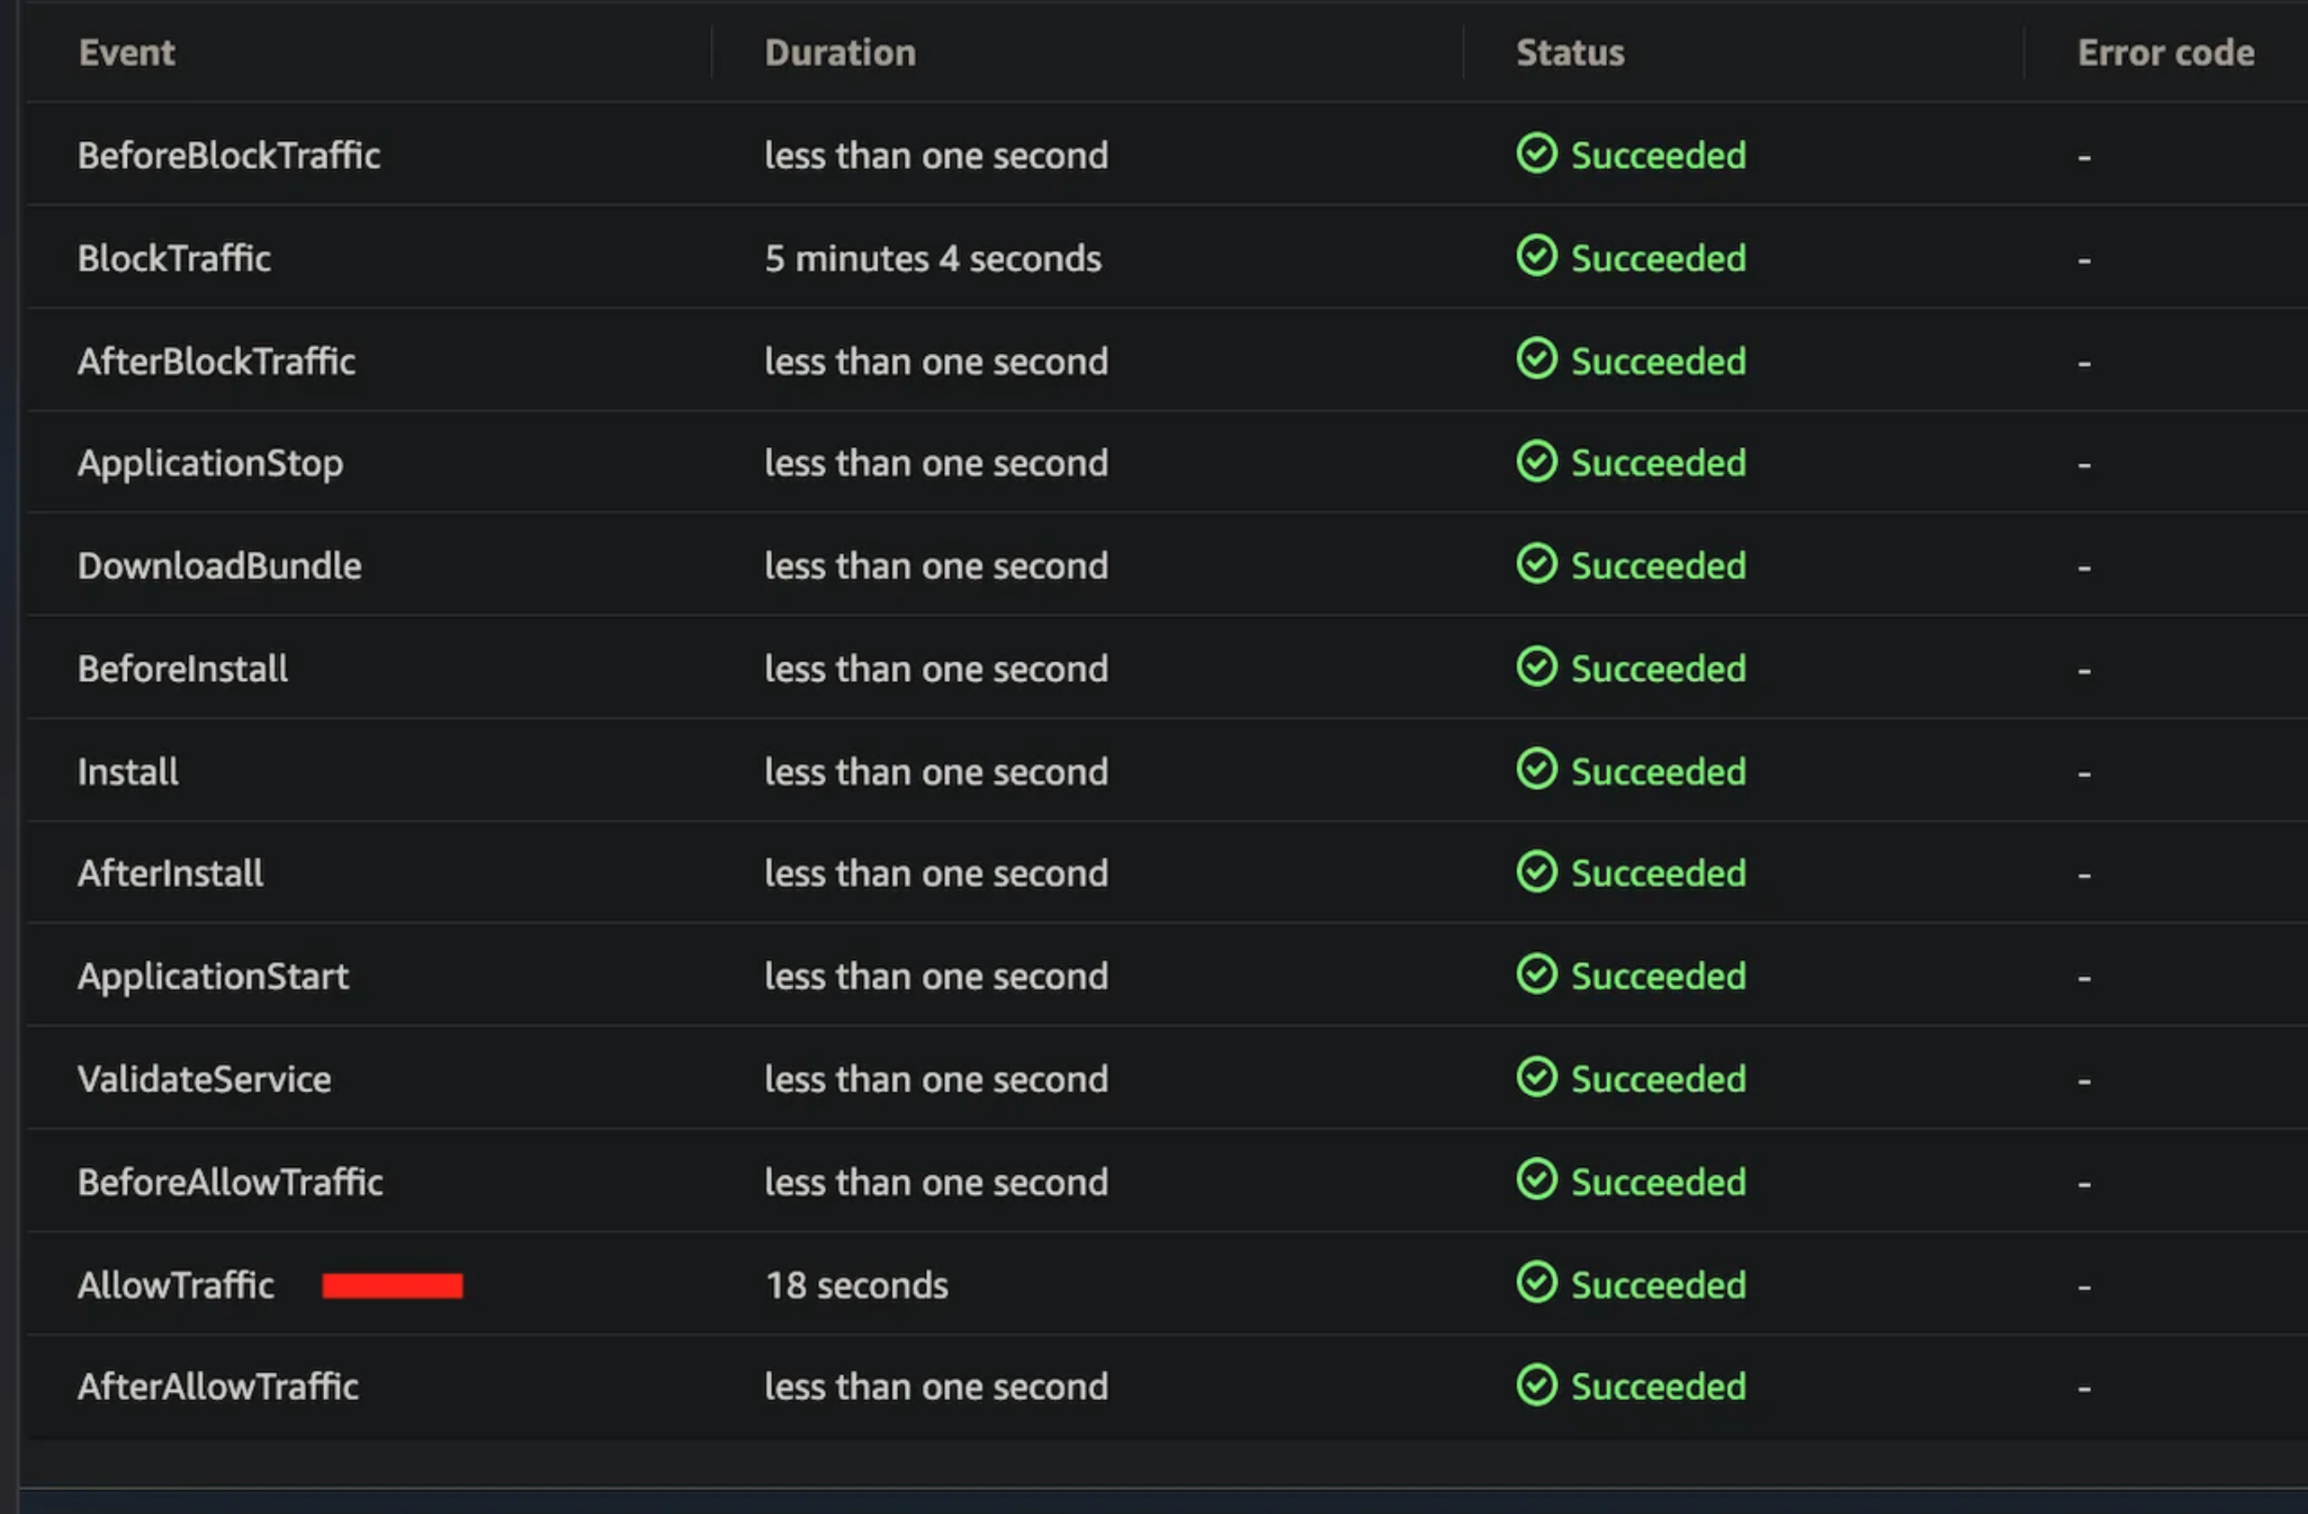 Event Duration Status Error code
BeforeBlockTraffic less than one second Succeeded -
BlockTraffic 5 minutes 4 seconds Succeeded -
AfterBlockTraffic less than one second Succeeded -
ApplicationStop less than one second Succeeded -
DownloadBundle less than one second Succeeded -
BeforeInstall less than one second Succeeded -
Install less than one second Succeeded -
AfterInstall less than one second Succeeded -
ApplicationStart less than one second Succeeded -
ValidateService less than one second Succeeded -
BeforeAllowTraffic less than one second Succeeded -
AllowTraffic 18 seconds Succeeded -
AfterAllowTraffic less than one second Succeeded -